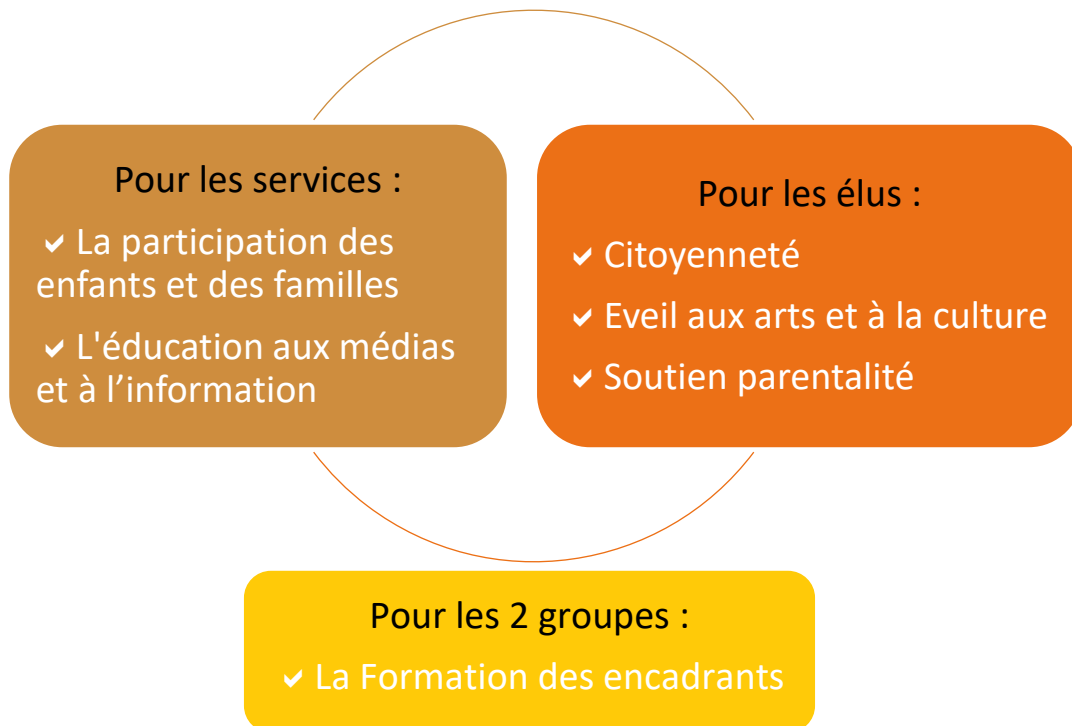 Pour les services :
✓ La participation des
enfants et des familles
✓ L'éducation aux médias
et à l’information
Pour les élus :
✓ Citoyenneté
✓ Eveil aux arts et à la culture
✓ Soutien parentalité
Pour les 2 groupes :
✓ La Formation des encadrants